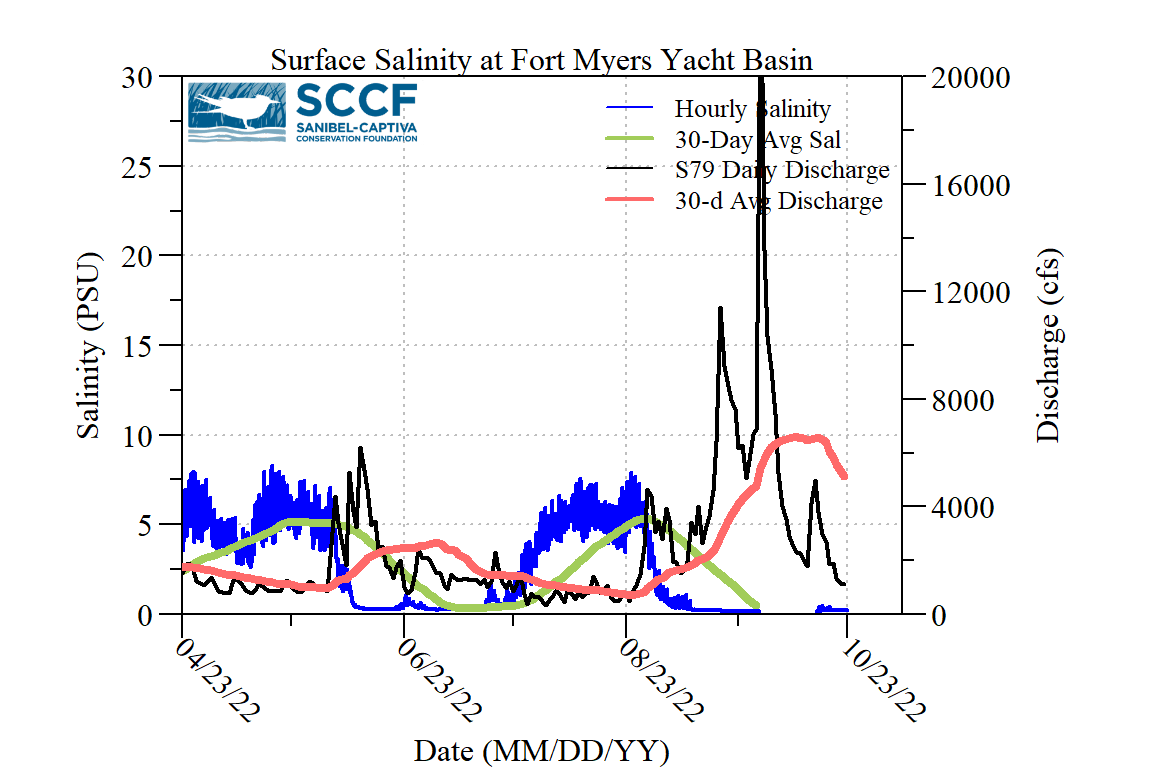 Surface Salinity at Fort Myers Yacht Basin
SCCF
SANIBEL-CAPTIVA
CONSERVATION FOUNDATION
Hourly Salinity
30-Day Avg Sal
S79 Daily Discharge
30-d Avg Discharge
30
25
20
15
10
5
0
Salinity (PSU)
20000
16000
12000
8000
4000
0
Discharge (cfs)
04/23/22
06/23/22
08/23/22
10/23/22
Date (MM/DD/YY)